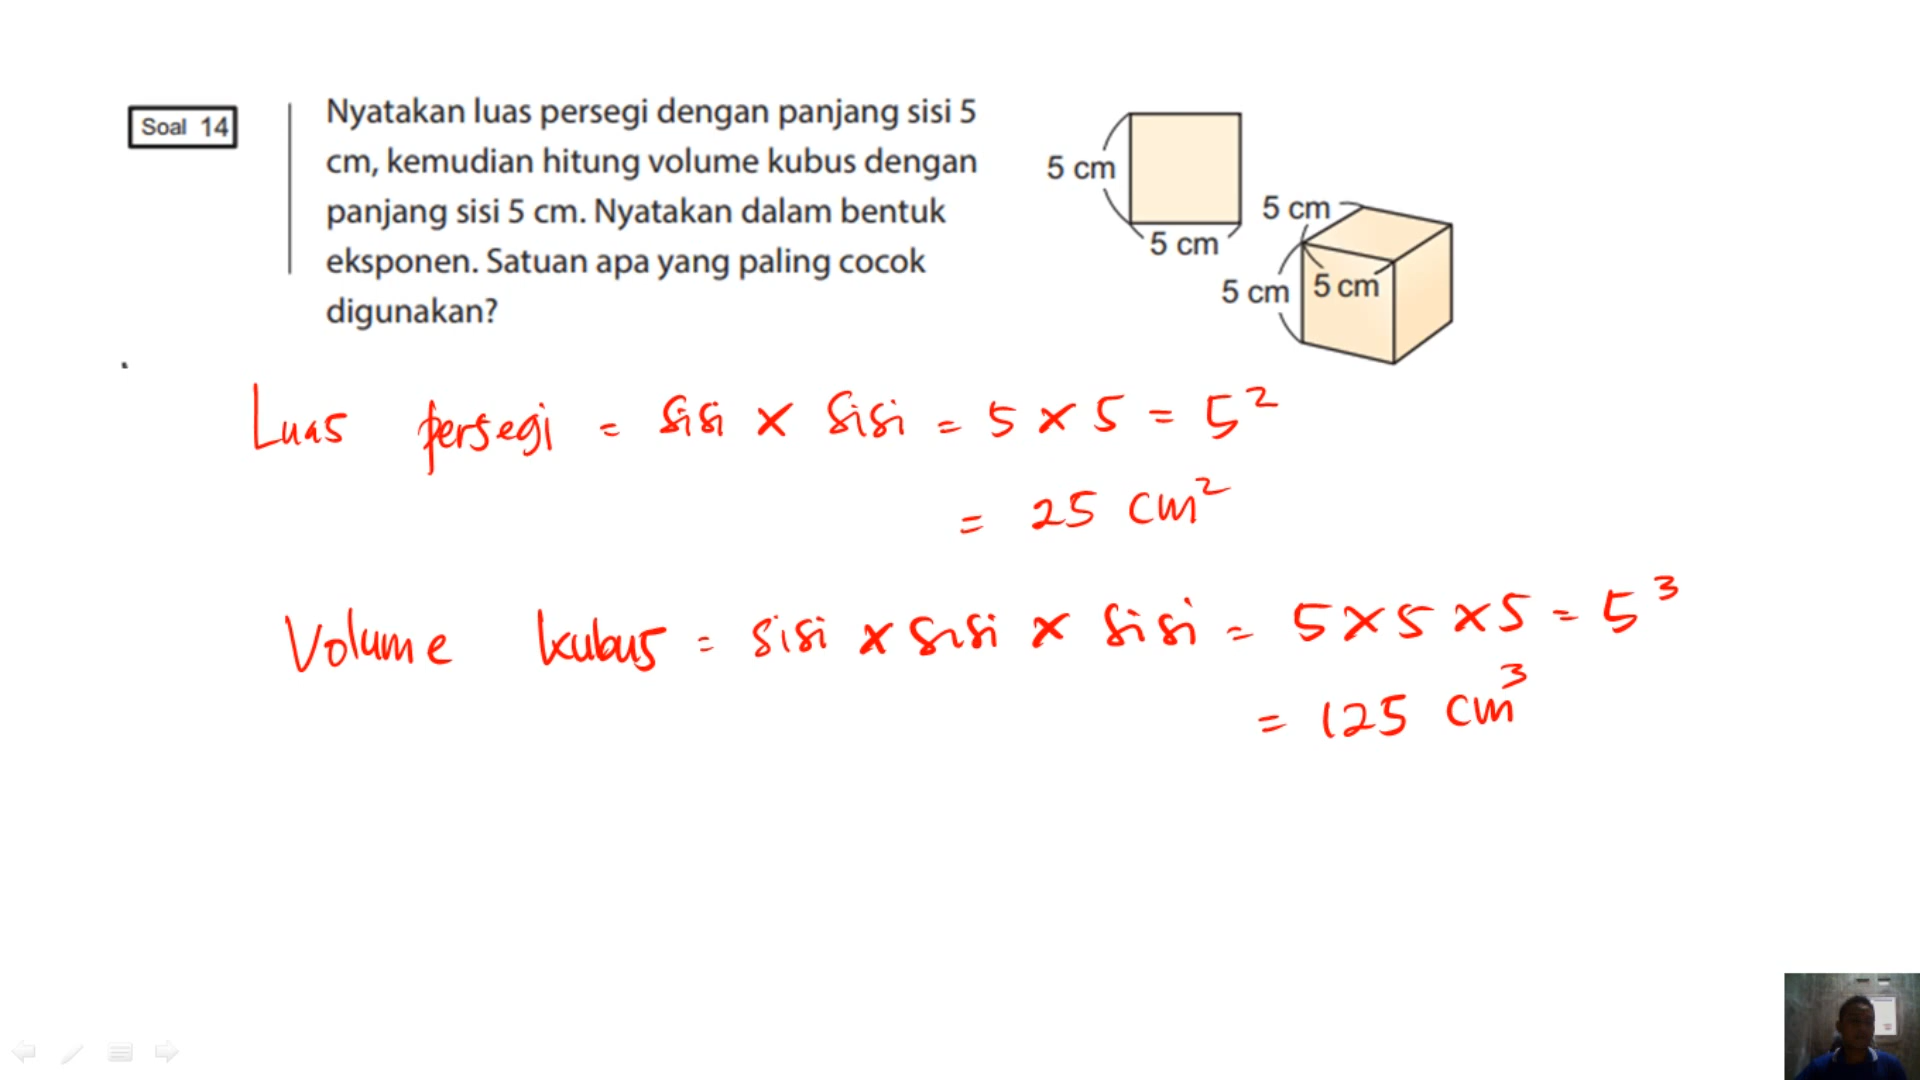 Soal 14
Nyatakan luas persegi dengan panjang sisi 5
cm, kemudian hitung volume kubus dengan
panjang sisi 5 cm. Nyatakan dalam bentuk
eksponen. Satuan apa yang paling cocok
digunakan?
5 cm
5 cm
5 cm
5 cm
5 cm
Luas persegi = sisi × sisi = 5 × 5 = 5²
= 25 cm²
Volume kubus = sisi × sisi × sisi = 5 × 5 × 5 = 5³
= 125 cm³